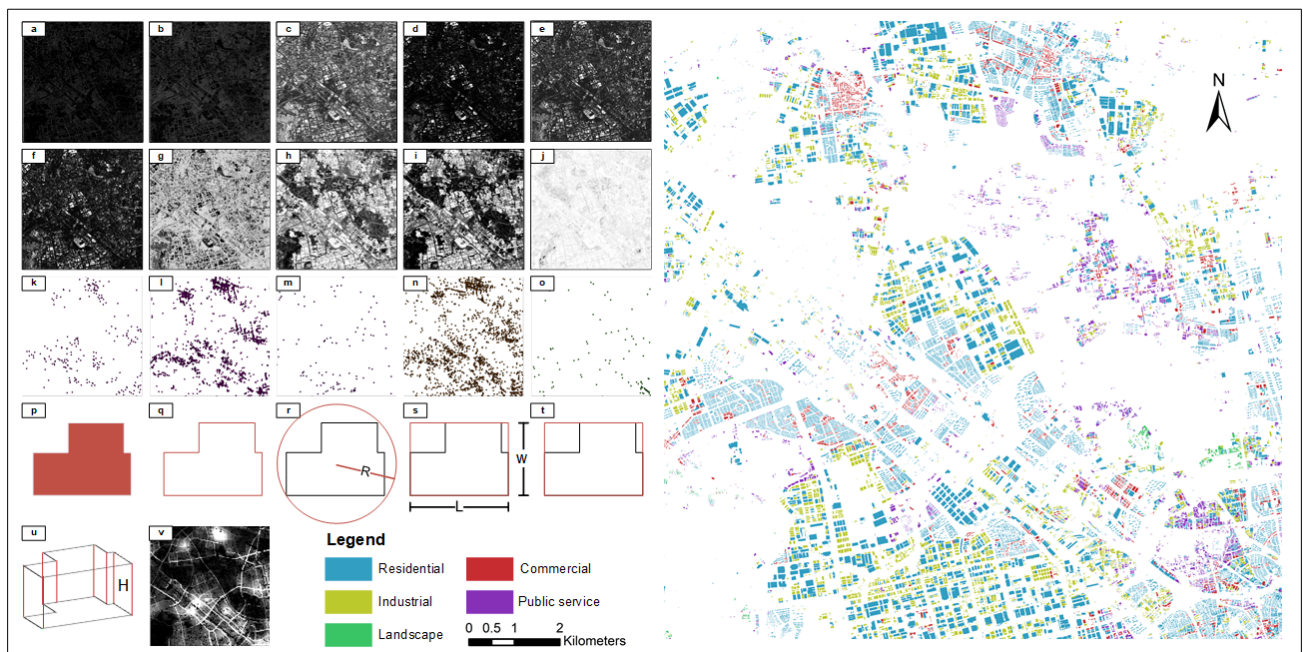 a b c d e
f g h i j
k l m n o
p q r s t
R
W
L
u v
H
N
Legend
Residential Commercial
Industrial Public service
Landscape
0 0.5 1 2
Kilometers